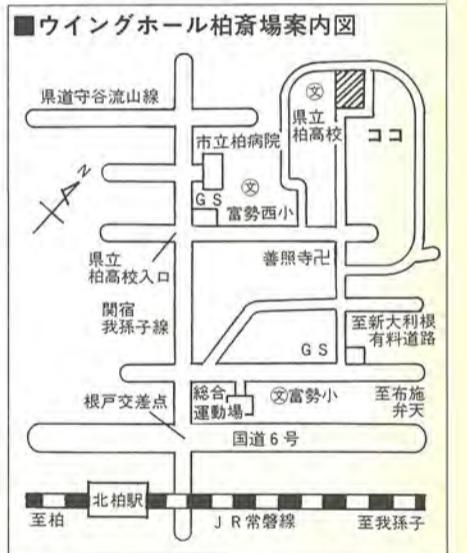 ■ウイングホール柏斎場案内図
県道守谷流山線
文
県立
柏高校
ココ
市立柏病院
N
文
GS
富勢西小
県立
柏高校入口
善照寺卍
関宿
我孫子線
至新大利根
有料道路
GS
根戸交差点
総合
運動場
文富勢小
至布施
弁天
国道6号
北柏駅
至柏
JR常磐線
至我孫子